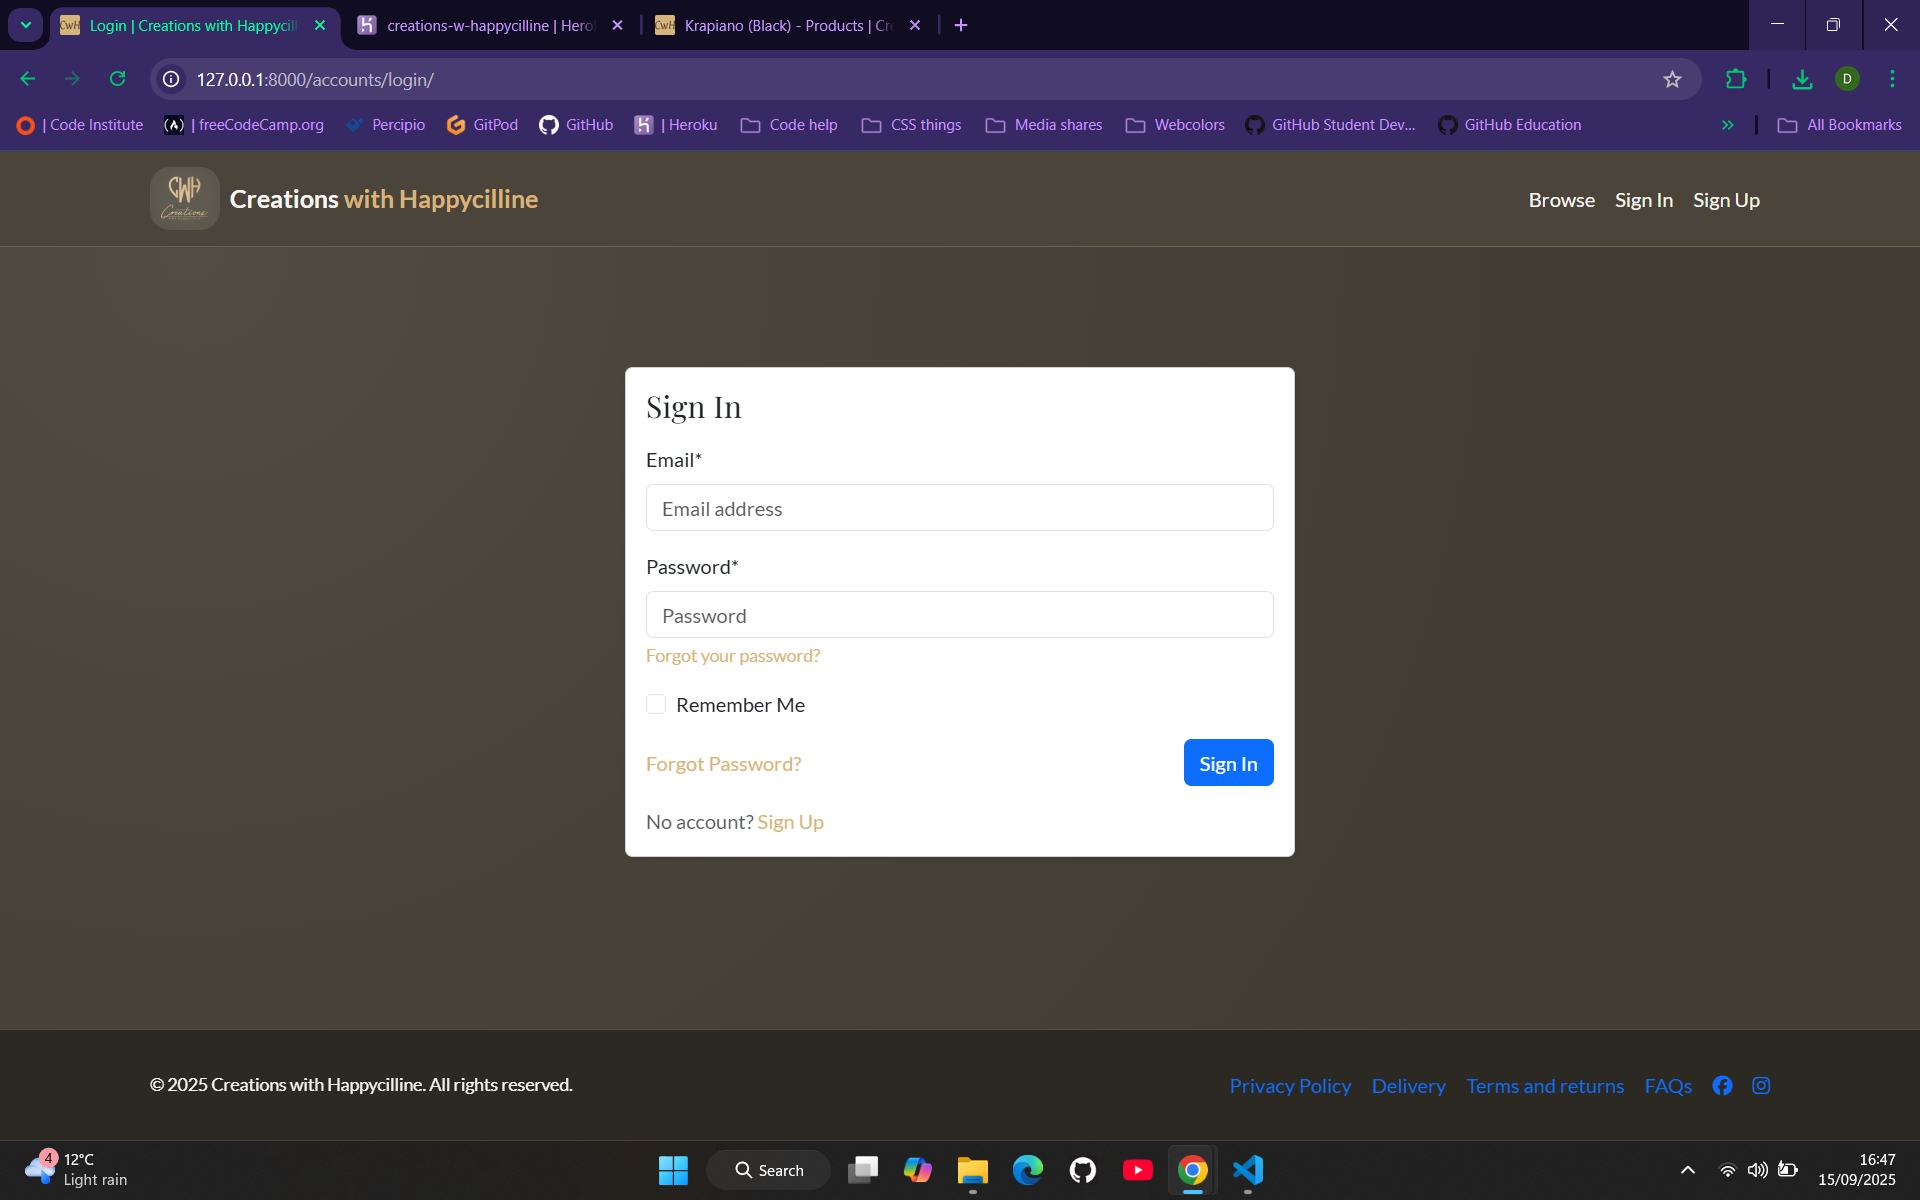 Login | Creations with Happycill
creations-w-happycilline | Hero
Krapiano (Black) - Products | Cr
127.0.0.1:8000/accounts/login/
D
| Code Institute
| freeCodeCamp.org
Percipio
GitPod
GitHub
| Heroku
Code help
CSS things
Media shares
Webcolors
GitHub Student Dev...
GitHub Education
All Bookmarks
CWH
Creations
Creations with Happycilline
Browse
Sign In
Sign Up
Sign In
Email*
Email address
Password*
Password
Forgot your password?
Remember Me
Forgot Password?
Sign In
No account? Sign Up
© 2025 Creations with Happycilline. All rights reserved.
Privacy Policy
Delivery
Terms and returns
FAQs
4
12°C
Light rain
Search
16:47
15/09/2025